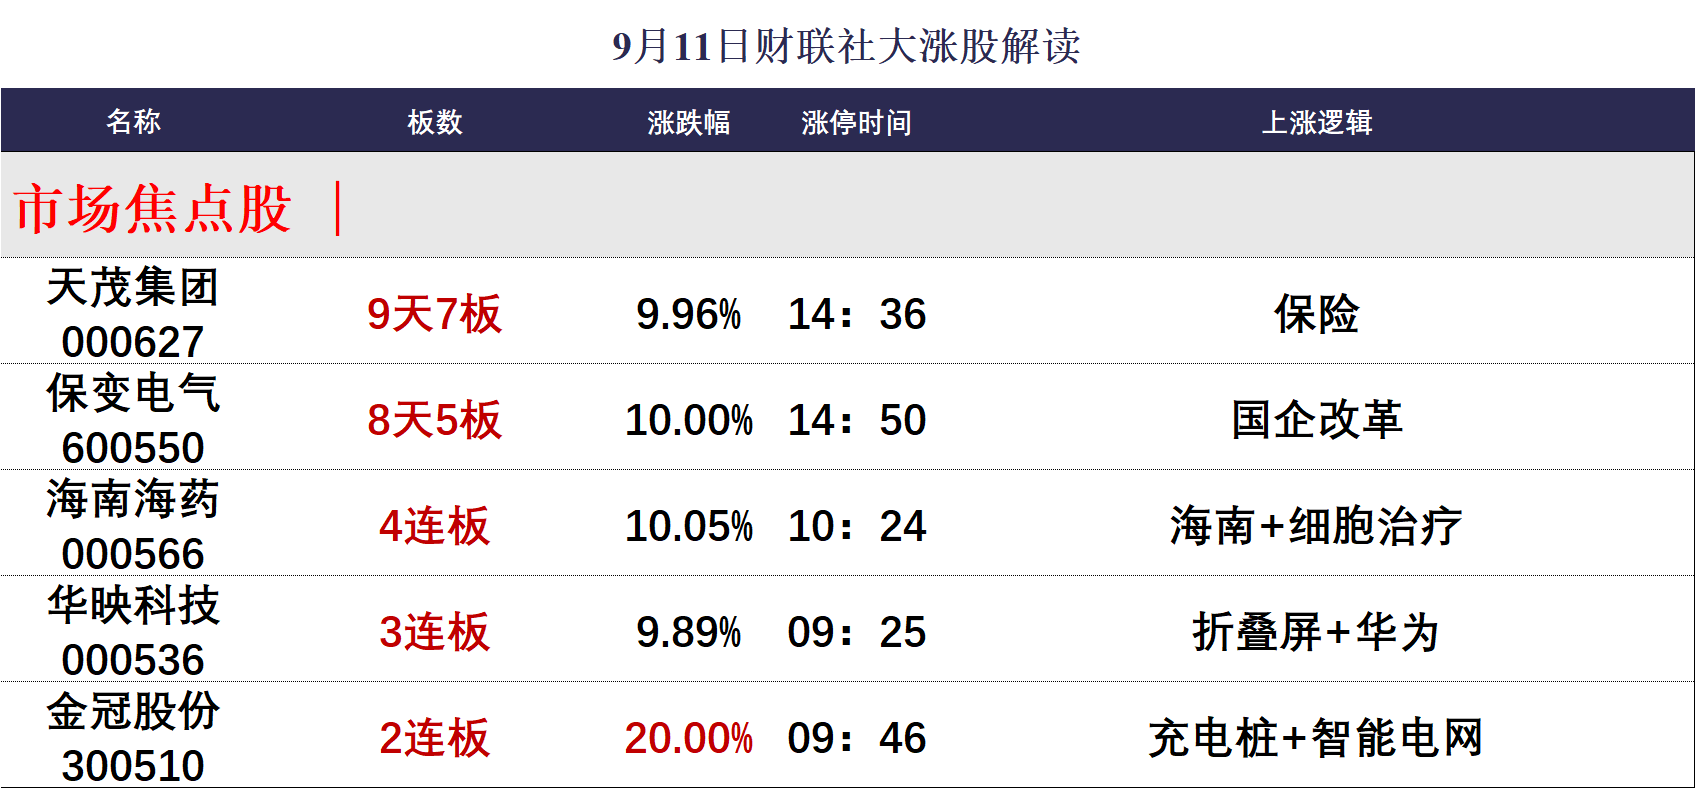 9月11日财联社大涨股解读
名称 板数 涨跌幅 涨停时间 上涨逻辑
市场焦点股 ｜
天茂集团
000627 9天7板 9.96% 14：36 保险
保变电气
600550 8天5板 10.00% 14：50 国企改革
海南海药
000566 4连板 10.05% 10：24 海南+细胞治疗
华映科技
000536 3连板 9.89% 09：25 折叠屏+华为
金冠股份
300510 2连板 20.00% 09：46 充电桩+智能电网